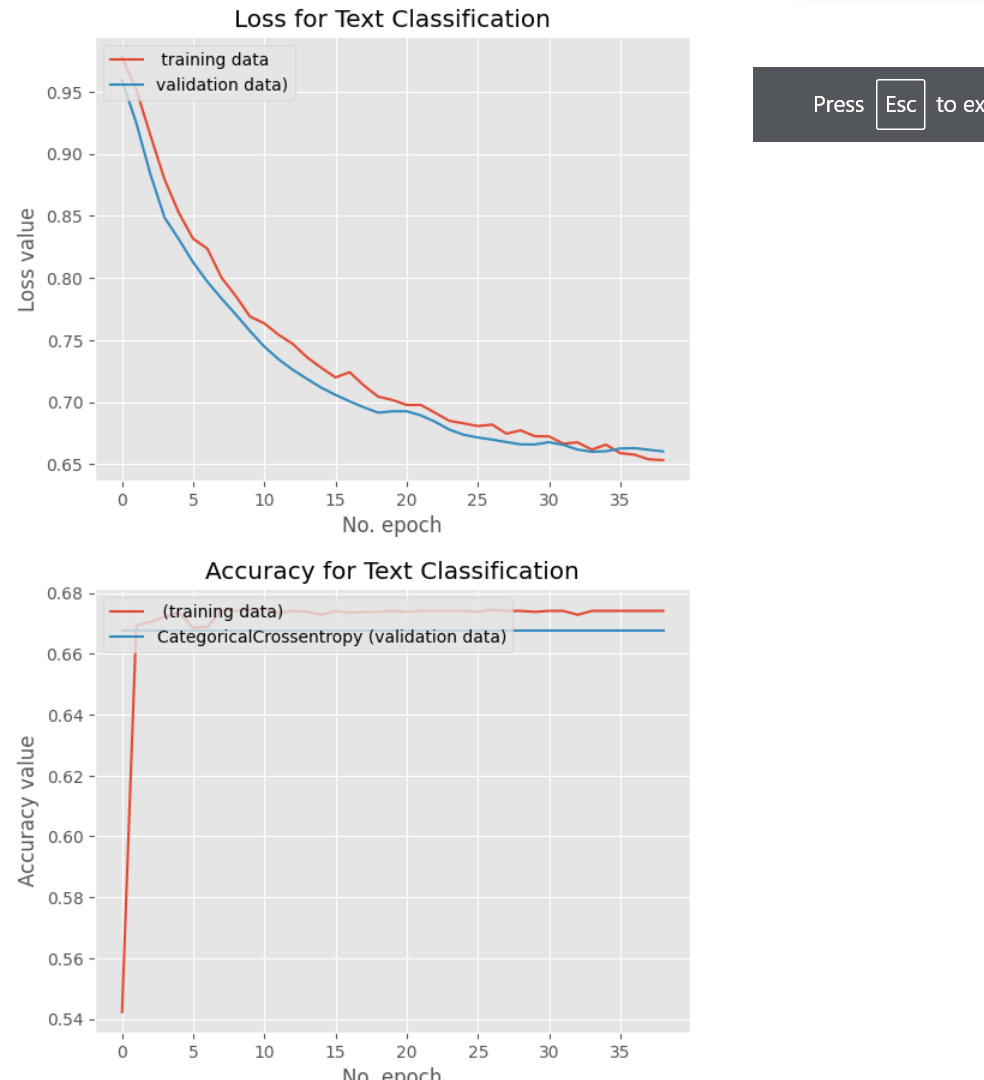 Loss for Text Classification
training data
validation data)
0.95
0.90
0.85
0.80
0.75
0.70
0.65
Loss value
0 5 10 15 20 25 30 35
No. epoch
Press Esc to ex
Accuracy for Text Classification
(training data)
CategoricalCrossentropy (validation data)
0.68
0.66
0.64
0.62
0.60
0.58
0.56
0.54
Accuracy value
0 5 10 15 20 25 30 35
No. epoch